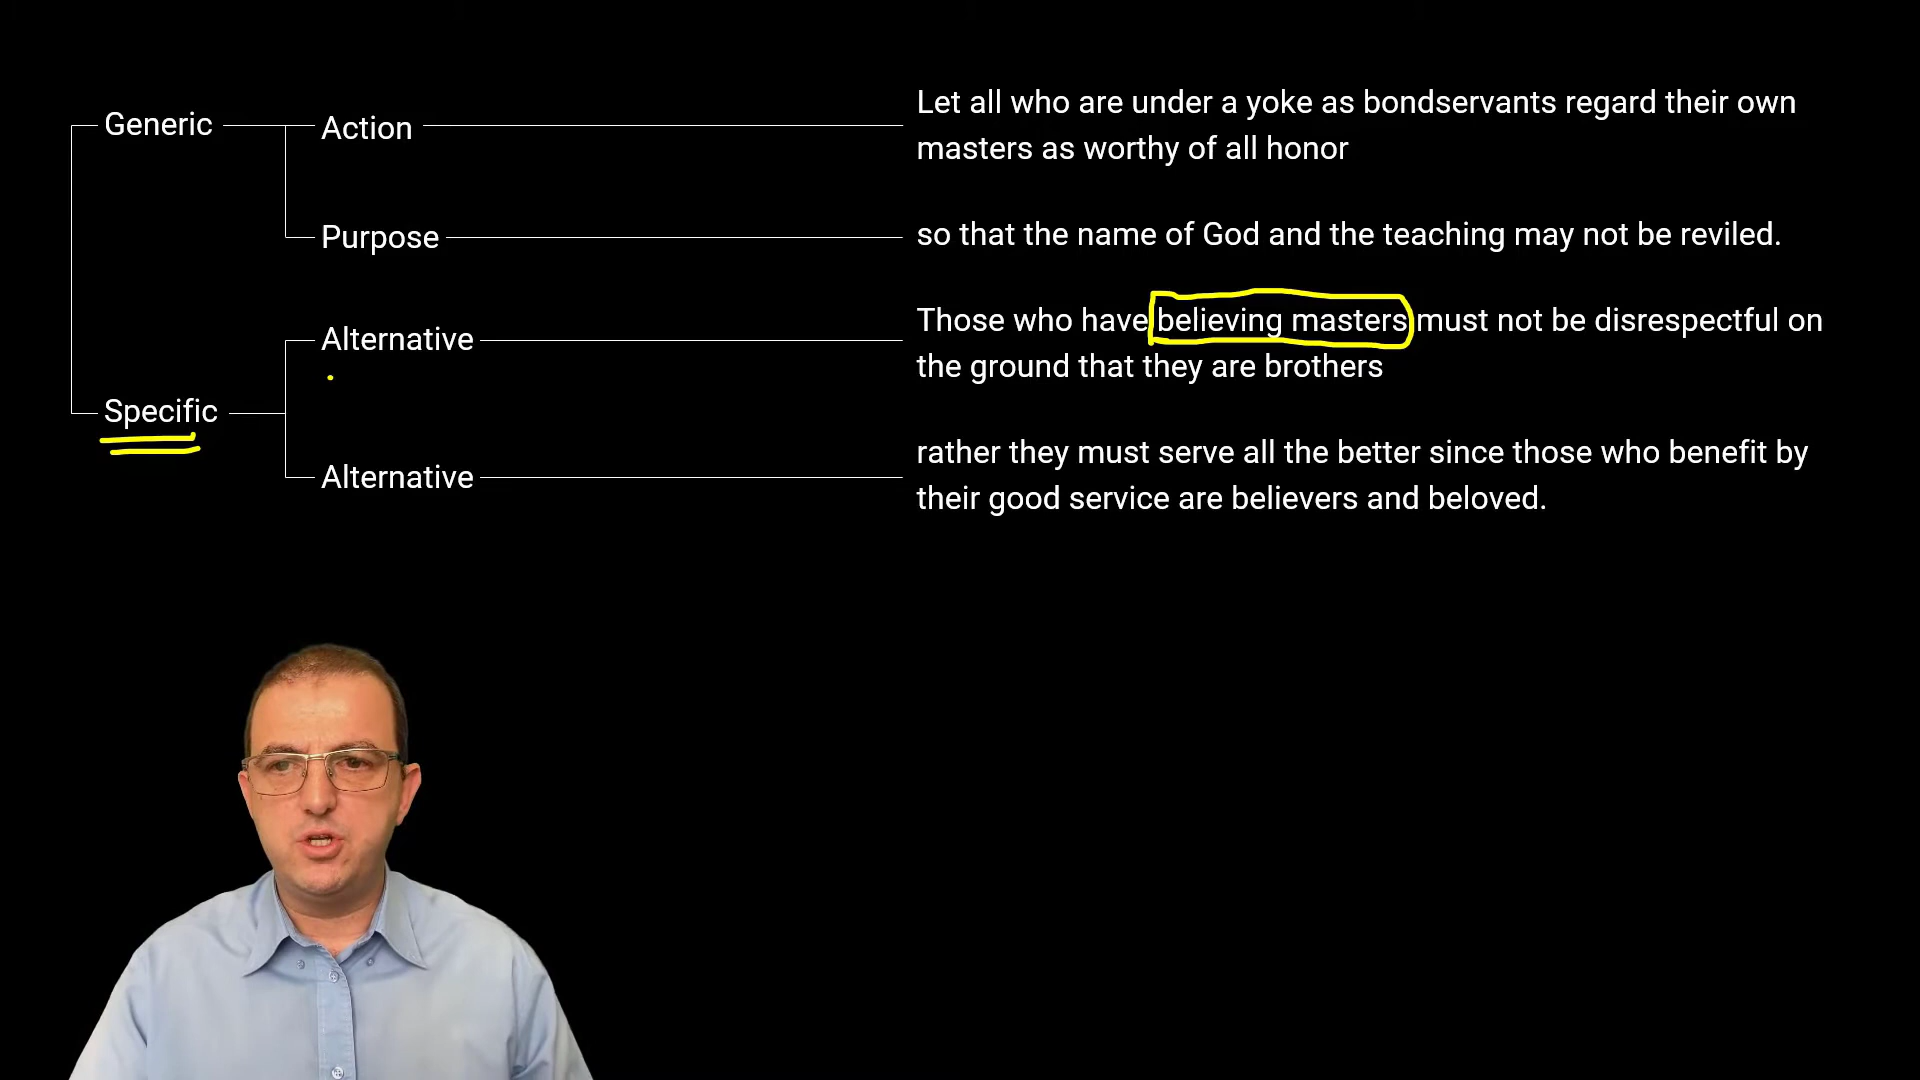 Generic
Action
Let all who are under a yoke as bondservants regard their own
masters as worthy of all honor
Purpose
so that the name of God and the teaching may not be reviled.
Alternative
Those who have believing masters must not be disrespectful on
the ground that they are brothers
Specific
Alternative
rather they must serve all the better since those who benefit by
their good service are believers and beloved.